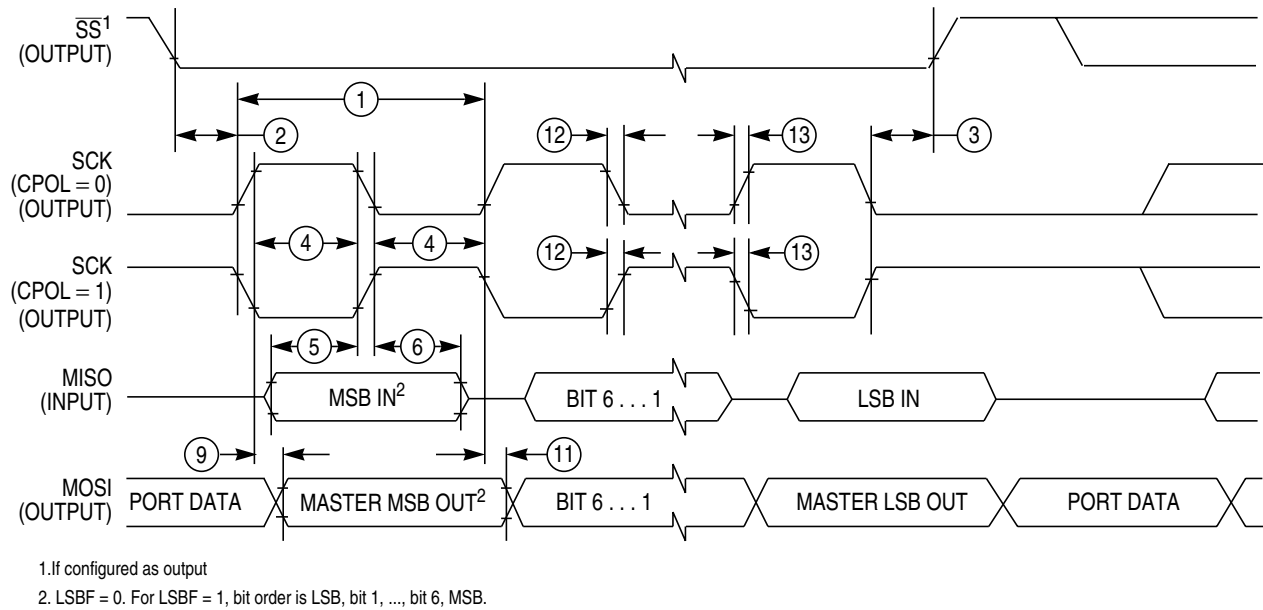 SS¹
(OUTPUT)
1
2
12
13
3
SCK
(CPOL = 0)
(OUTPUT)
4
4
12
13
SCK
(CPOL = 1)
(OUTPUT)
5
6
MISO
(INPUT)
MSB IN²
BIT 6 . . . 1
LSB IN
9
11
MOSI
(OUTPUT)
PORT DATA
MASTER MSB OUT²
BIT 6 . . . 1
MASTER LSB OUT
PORT DATA
1.If configured as output
2. LSBF = 0. For LSBF = 1, bit order is LSB, bit 1, ..., bit 6, MSB.